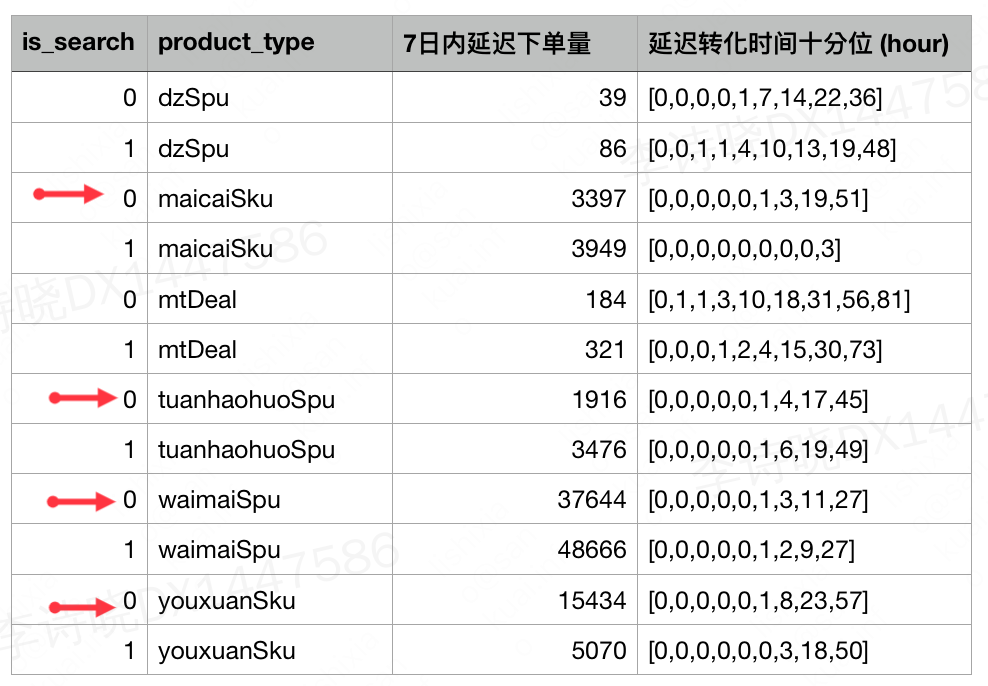 is_search product_type 7日内延迟下单量 延迟转化时间十分位 (hour)
0 dzSpu 39 [0,0,0,0,1,7,14,22,36]
1 dzSpu 86 [0,0,1,1,4,10,13,19,48]
0 maicaiSku 3397 [0,0,0,0,0,1,3,19,51]
1 maicaiSku 3949 [0,0,0,0,0,0,0,0,3]
0 mtDeal 184 [0,1,1,3,10,18,31,56,81]
1 mtDeal 321 [0,0,0,1,2,4,15,30,73]
0 tuanhaohuoSpu 1916 [0,0,0,0,0,1,4,17,45]
1 tuanhaohuoSpu 3476 [0,0,0,0,0,1,6,19,49]
0 waimaiSpu 37644 [0,0,0,0,0,1,3,11,27]
1 waimaiSpu 48666 [0,0,0,0,0,1,2,9,27]
0 youxuanSku 15434 [0,0,0,0,0,1,8,23,57]
1 youxuanSku 5070 [0,0,0,0,0,0,3,18,50]
李诗晓DX1447586